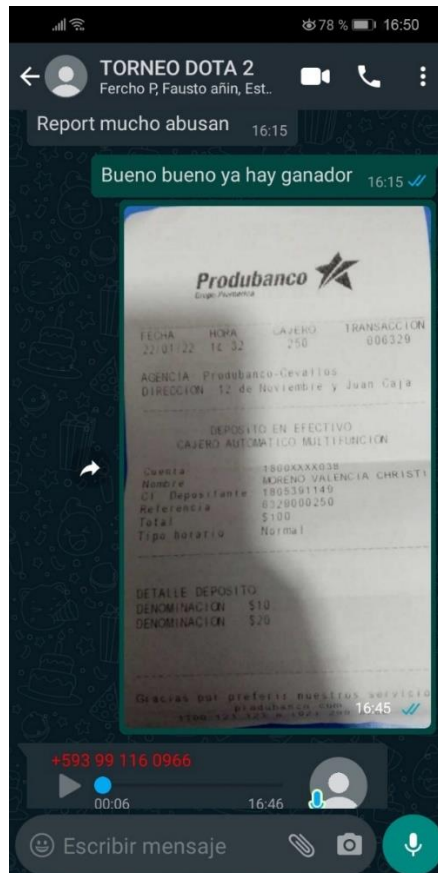 78 % 16:50
TORNEO DOTA 2
Fercho P, Fausto añin, Est..
Report mucho abusan 16:15
Bueno bueno ya hay ganador 16:15
Produbanco
Grupo Promerica
FECHA HORA CAJERO TRANSACCION
22/01/22 16 32 250 006320
AGENCIA Produbanco-Cevallos
DIRECCION 12 de Noviembre y Juan Caja
DEPOSITO EN EFECTIVO
CAJERO AUTOMATICO MULTIFUNCION
Cuenta 1800XXXX038
Nombre MORENO VALENCIA CHRISTI
CI Depositante 1805391149
Referencia 6320000250
Total $100
Tipo horario Normal
DETALLE DEPOSITO
DENOMINACION $10
DENOMINACION $20
Gracias por preferir nuestros servicio
produbanco com
16:45
+593 99 116 0966
00:06 16:46
Escribir mensaje